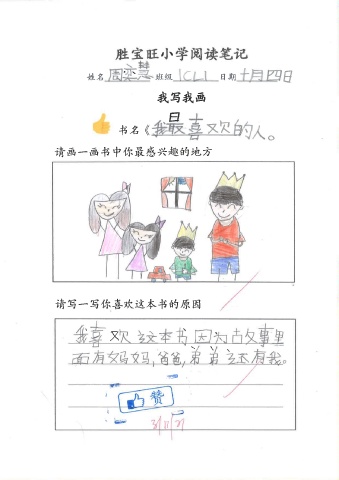 胜宝旺小学阅读笔记
姓名 周奕慧 班级 1CL1 日期 十月四日
我写我画
书名《我最喜欢的人。
请画一画书中你最感兴趣的地方
请写一写你喜欢这本书的原因
我喜欢这本书因为古攵事里
面有妈妈,爸爸,弟弟这还有我。
赞
3/11/21